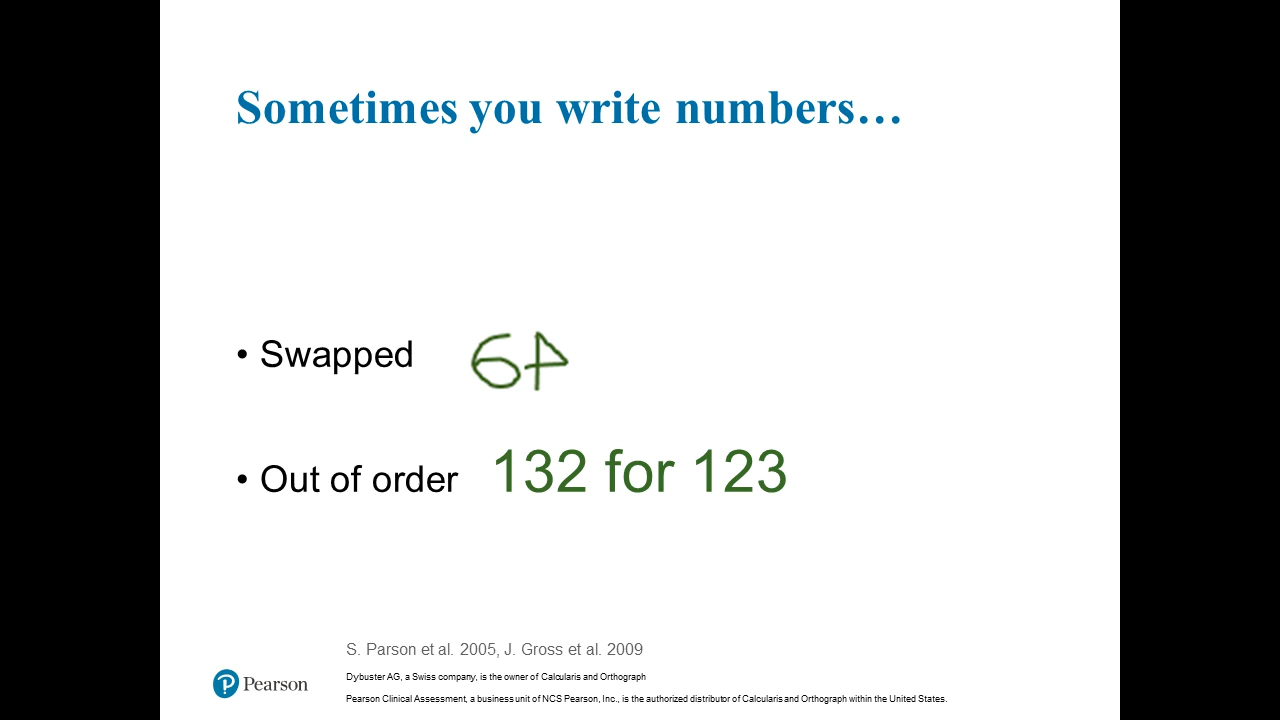 Sometimes you write numbers…
• Swapped 64
• Out of order 132 for 123
S. Parson et al. 2005, J. Gross et al. 2009
Dybuster AG, a Swiss company, is the owner of Calcularis and Orthograph
Pearson
Pearson Clinical Assessment, a business unit of NCS Pearson, Inc., is the authorized distributor of Calcularis and Orthograph within the United States.